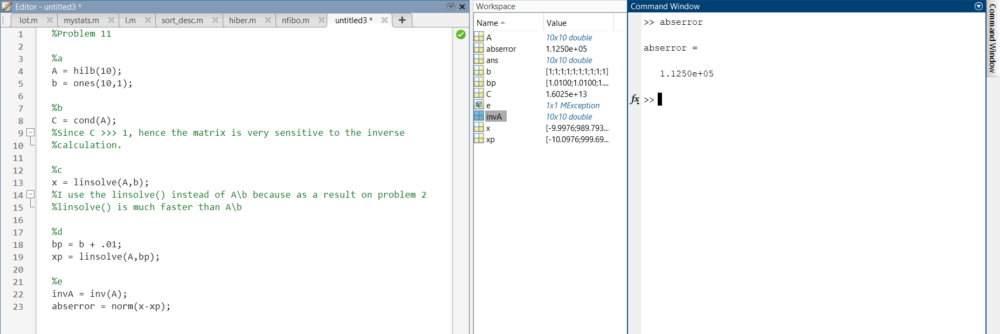 Editor - untitled3 *
lot.m mystats.m l.m sort_desc.m hiber.m nfibo.m untitled3 *
1 %Problem 11
2
3 %a
4 A = hilb(10);
5 b = ones(10,1);
6
7 %b
8 C = cond(A);
9 %Since C >>> 1, hence the matrix is very sensitive to the inverse
10 %calculation.
11
12 %c
13 x = linsolve(A,b);
14 %I use the linsolve() instead of A\b because as a result on problem 2
15 %linsolve() is much faster than A\b
16
17 %d
18 bp = b + .01;
19 xp = linsolve(A,bp);
20
21 %e
22 invA = inv(A);
23 abserror = norm(x-xp);
Workspace
Name Value
A 10x10 double
abserror 1.1250e+05
ans 10x10 double
b [1;1;1;1;1;1;1;1;1;1]
bp [1.0100;1.0100;1....
C 1.6025e+13
e 1x1 MException
invA 10x10 double
x [-9.9976;989.793...
xp [-10.0976;999.69...
Command Window
>> abserror
abserror =
1.1250e+05
fx >>
Command Window